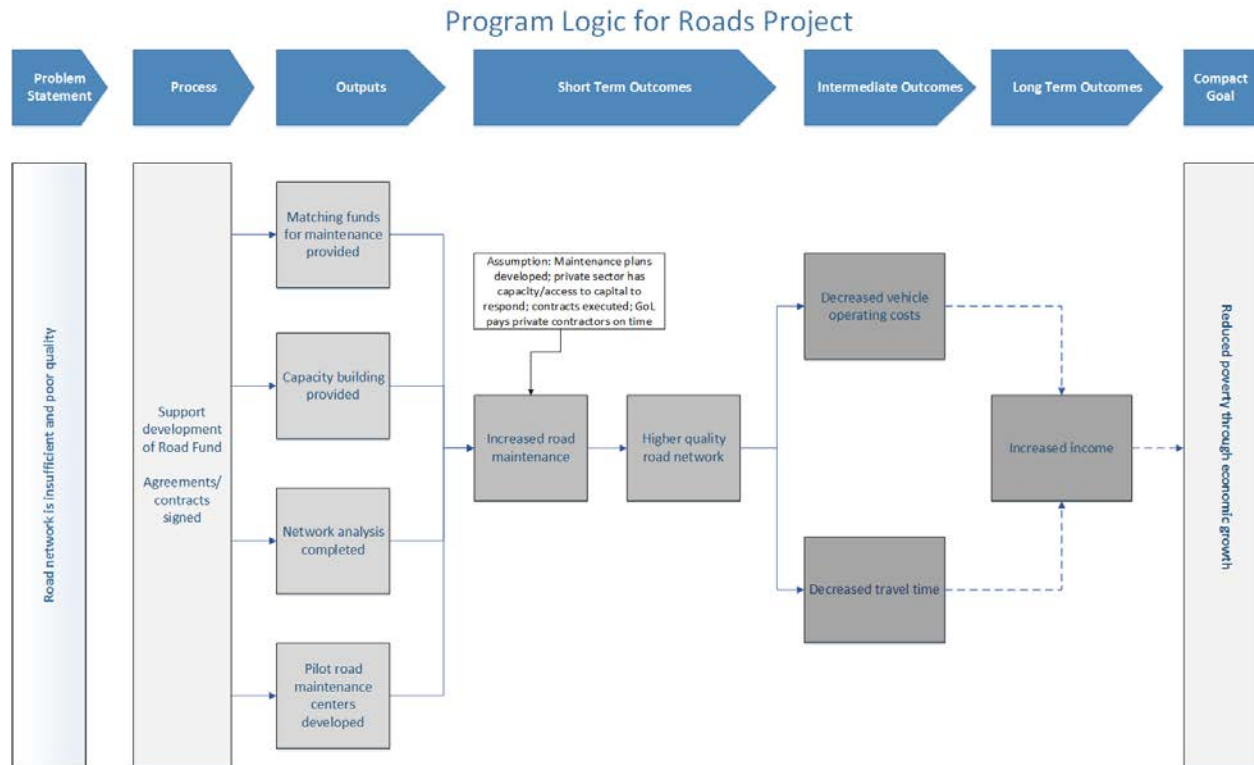 Program Logic for Roads Project
Problem
Statement
Process
Outputs
Short Term Outcomes
Intermediate Outcomes
Long Term Outcomes
Compact
Goal
Road network is insufficient and poor quality
Support
development
of Road Fund
Agreements/
contracts
signed
Matching funds
for maintenance
provided
Capacity building
provided
Network analysis
completed
Pilot road
maintenance
centers
developed
Assumption: Maintenance plans
developed; private sector has
capacity/access to capital to
respond; contracts executed; GoL
pays private contractors on time
Increased road
maintenance
Higher quality
road network
Decreased vehicle
operating costs
Decreased travel time
Increased income
Reduced poverty through economic growth